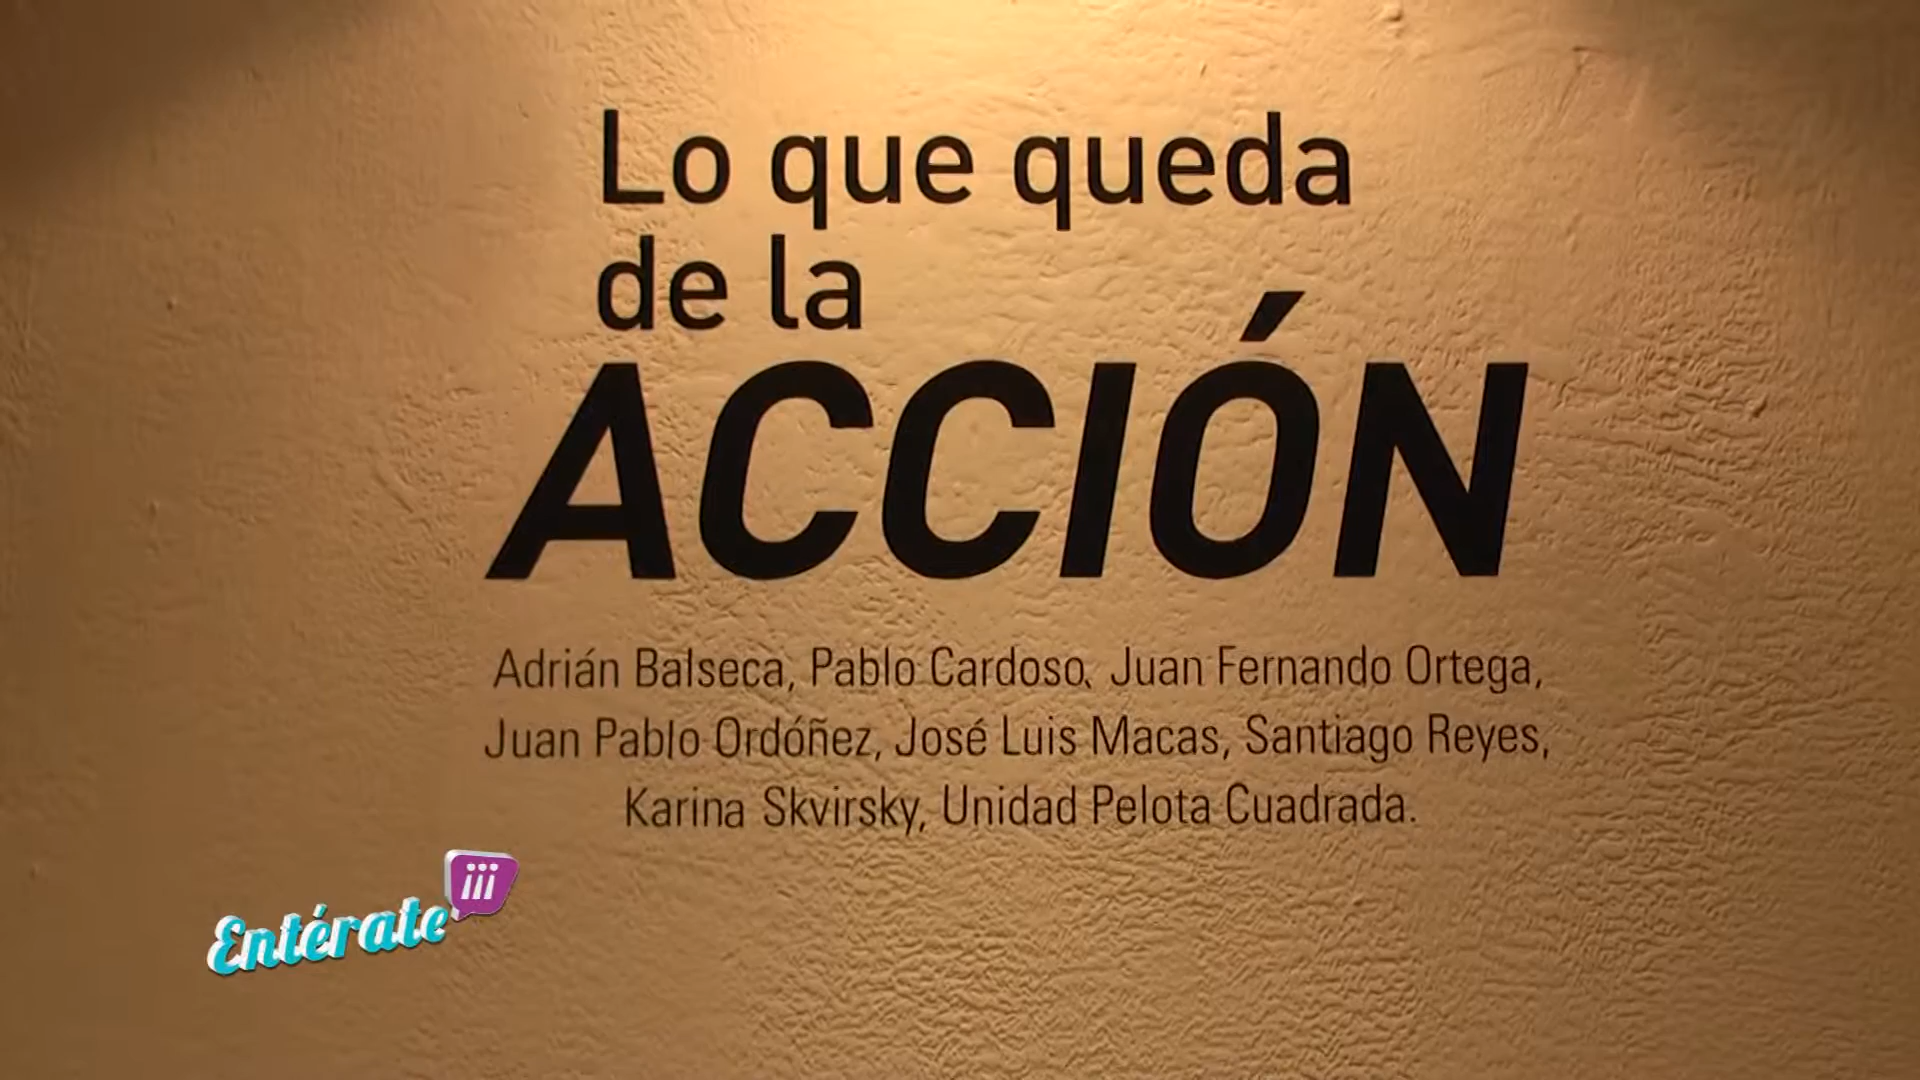 Lo que queda
de la
ACCIÓN
Adrián Balseca, Pablo Cardoso, Juan Fernando Ortega,
Juan Pablo Ordóñez, José Luis Macas, Santiago Reyes,
Karina Skvirsky, Unidad Pelota Cuadrada.
Entérate
iii